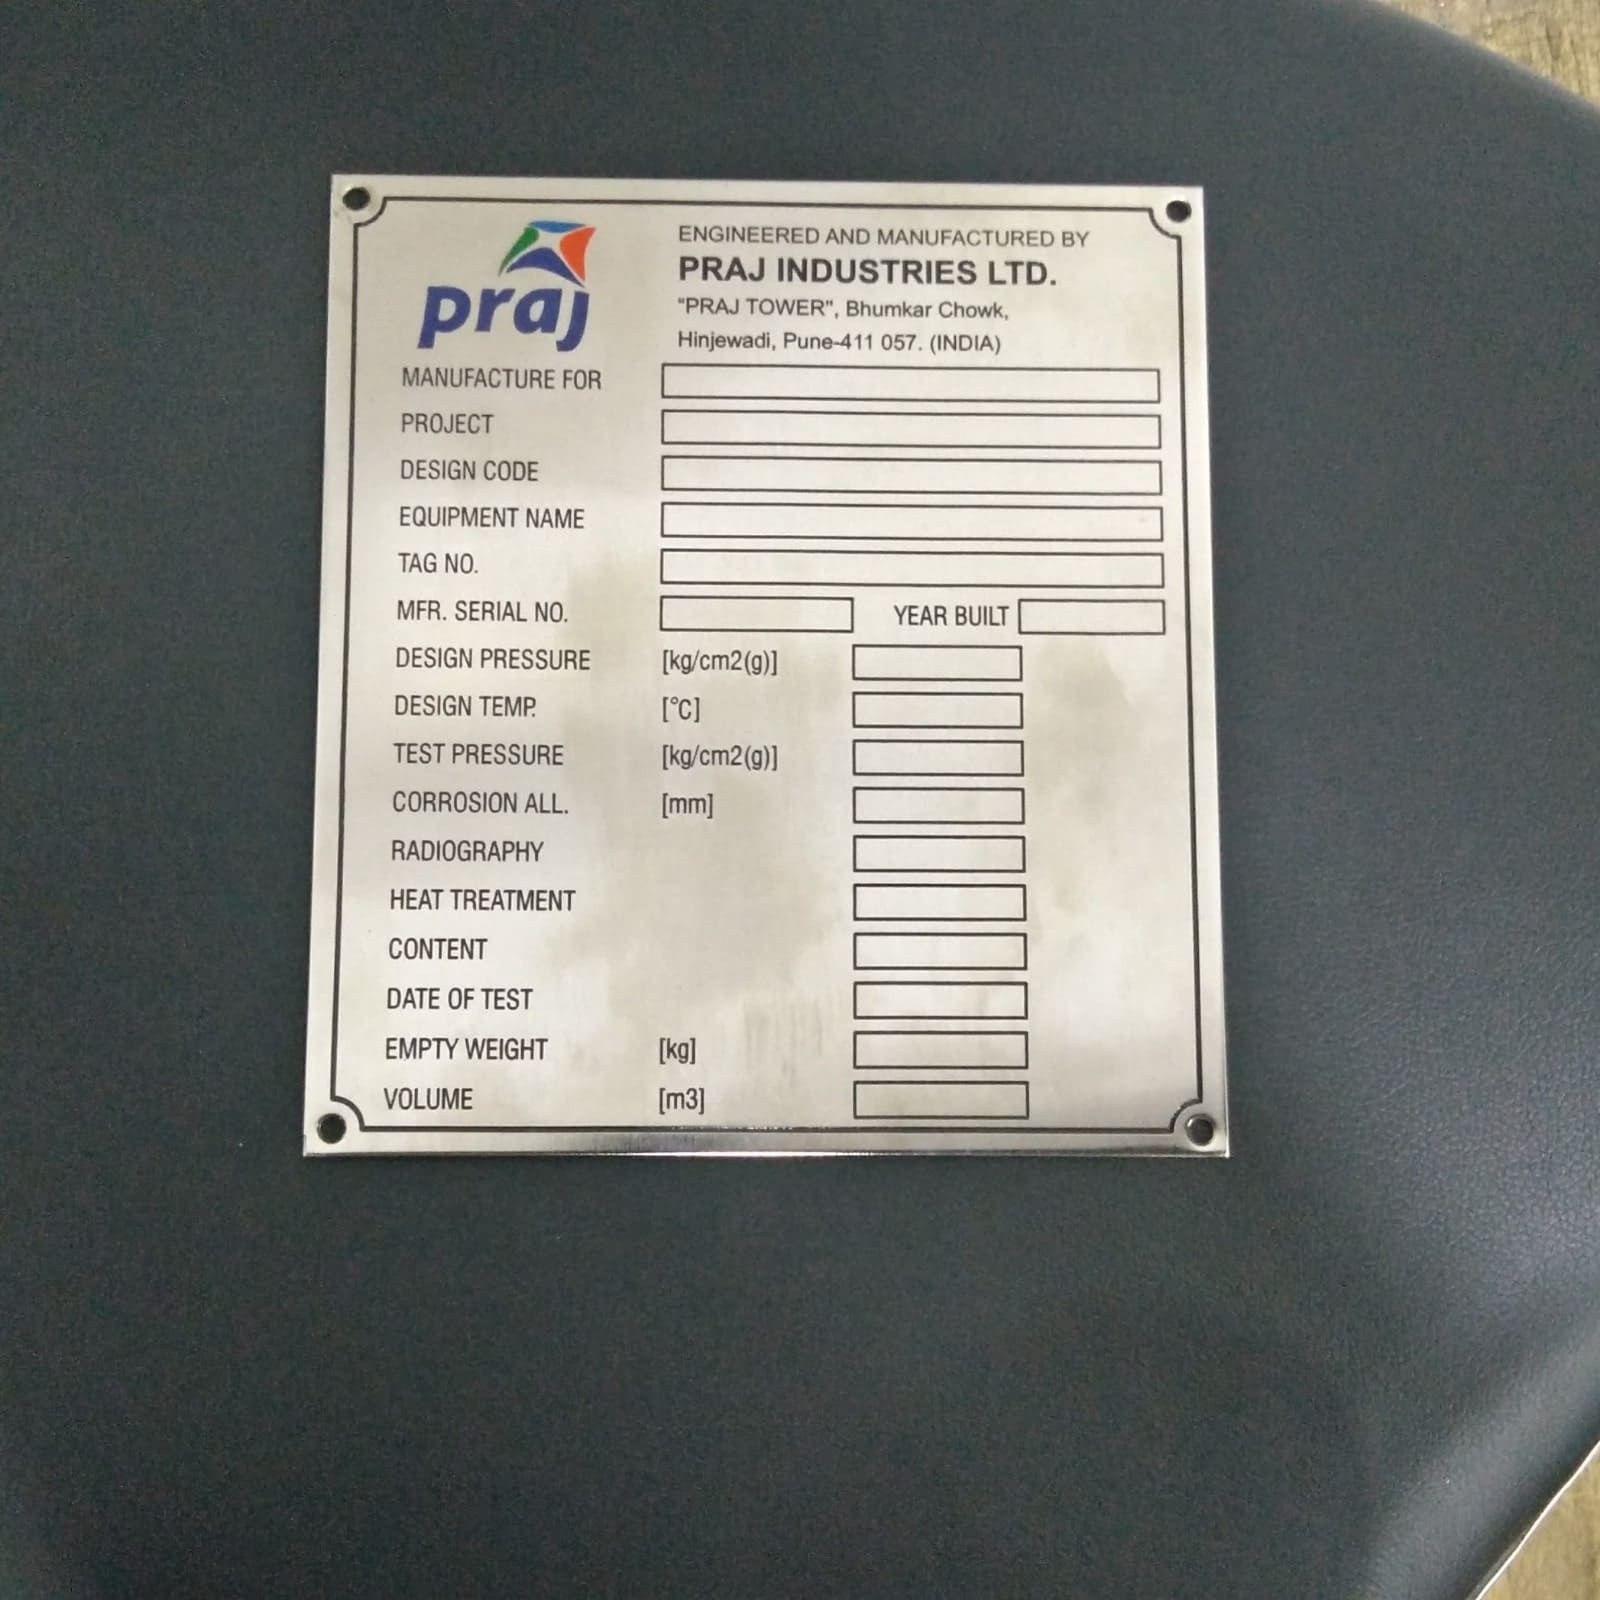 praj
ENGINEERED AND MANUFACTURED BY
PRAJ INDUSTRIES LTD.
"PRAJ TOWER", Bhumkar Chowk,
Hinjewadi, Pune-411 057. (INDIA)
MANUFACTURE FOR
PROJECT
DESIGN CODE
EQUIPMENT NAME
TAG NO.
MFR. SERIAL NO. YEAR BUILT
DESIGN PRESSURE [kg/cm2(g)]
DESIGN TEMP. [°C]
TEST PRESSURE [kg/cm2(g)]
CORROSION ALL. [mm]
RADIOGRAPHY
HEAT TREATMENT
CONTENT
DATE OF TEST
EMPTY WEIGHT [kg]
VOLUME [m3]